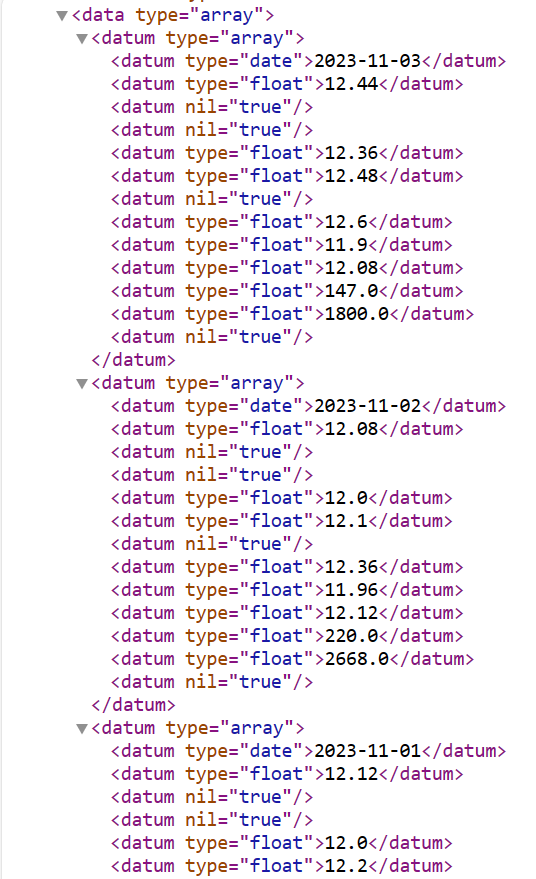 <data type="array">
<datum type="array">
<datum type="date">2023-11-03</datum>
<datum type="float">12.44</datum>
<datum nil="true"/>
<datum nil="true"/>
<datum type="float">12.36</datum>
<datum type="float">12.48</datum>
<datum nil="true"/>
<datum type="float">12.6</datum>
<datum type="float">11.9</datum>
<datum type="float">12.08</datum>
<datum type="float">147.0</datum>
<datum type="float">1800.0</datum>
<datum nil="true"/>
</datum>
<datum type="array">
<datum type="date">2023-11-02</datum>
<datum type="float">12.08</datum>
<datum nil="true"/>
<datum nil="true"/>
<datum type="float">12.0</datum>
<datum type="float">12.1</datum>
<datum nil="true"/>
<datum type="float">12.36</datum>
<datum type="float">11.96</datum>
<datum type="float">12.12</datum>
<datum type="float">220.0</datum>
<datum type="float">2668.0</datum>
<datum nil="true"/>
</datum>
<datum type="array">
<datum type="date">2023-11-01</datum>
<datum type="float">12.12</datum>
<datum nil="true"/>
<datum nil="true"/>
<datum type="float">12.0</datum>
<datum type="float">12.2</datum>